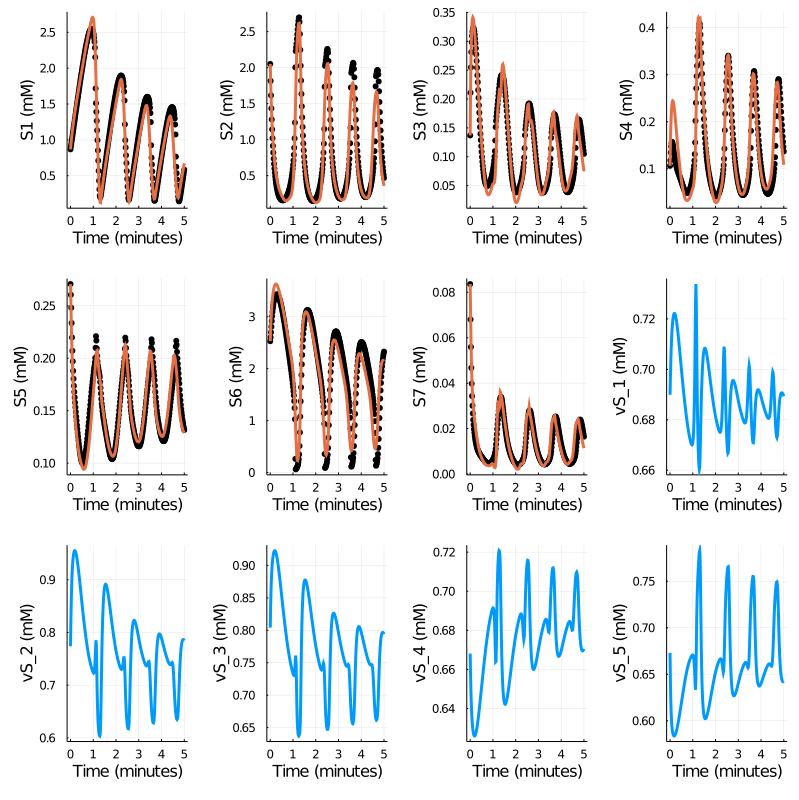 S1 (mM)
2.5
2.0
1.5
1.0
0.5
0 1 2 3 4 5
Time (minutes)
S2 (mM)
2.5
2.0
1.5
1.0
0.5
0 1 2 3 4 5
Time (minutes)
S3 (mM)
0.35
0.30
0.25
0.20
0.15
0.10
0.05
0 1 2 3 4 5
Time (minutes)
S4 (mM)
0.4
0.3
0.2
0.1
0 1 2 3 4 5
Time (minutes)
S5 (mM)
0.25
0.20
0.15
0.10
0 1 2 3 4 5
Time (minutes)
S6 (mM)
3
2
1
0
0 1 2 3 4 5
Time (minutes)
S7 (mM)
0.08
0.06
0.04
0.02
0.00
0 1 2 3 4 5
Time (minutes)
vS_1 (mM)
0.72
0.70
0.68
0.66
0 1 2 3 4 5
Time (minutes)
vS_2 (mM)
0.9
0.8
0.7
0.6
0 1 2 3 4 5
Time (minutes)
vS_3 (mM)
0.90
0.85
0.80
0.75
0.70
0.65
0 1 2 3 4 5
Time (minutes)
vS_4 (mM)
0.72
0.70
0.68
0.66
0.64
0 1 2 3 4 5
Time (minutes)
vS_5 (mM)
0.75
0.70
0.65
0.60
0 1 2 3 4 5
Time (minutes)